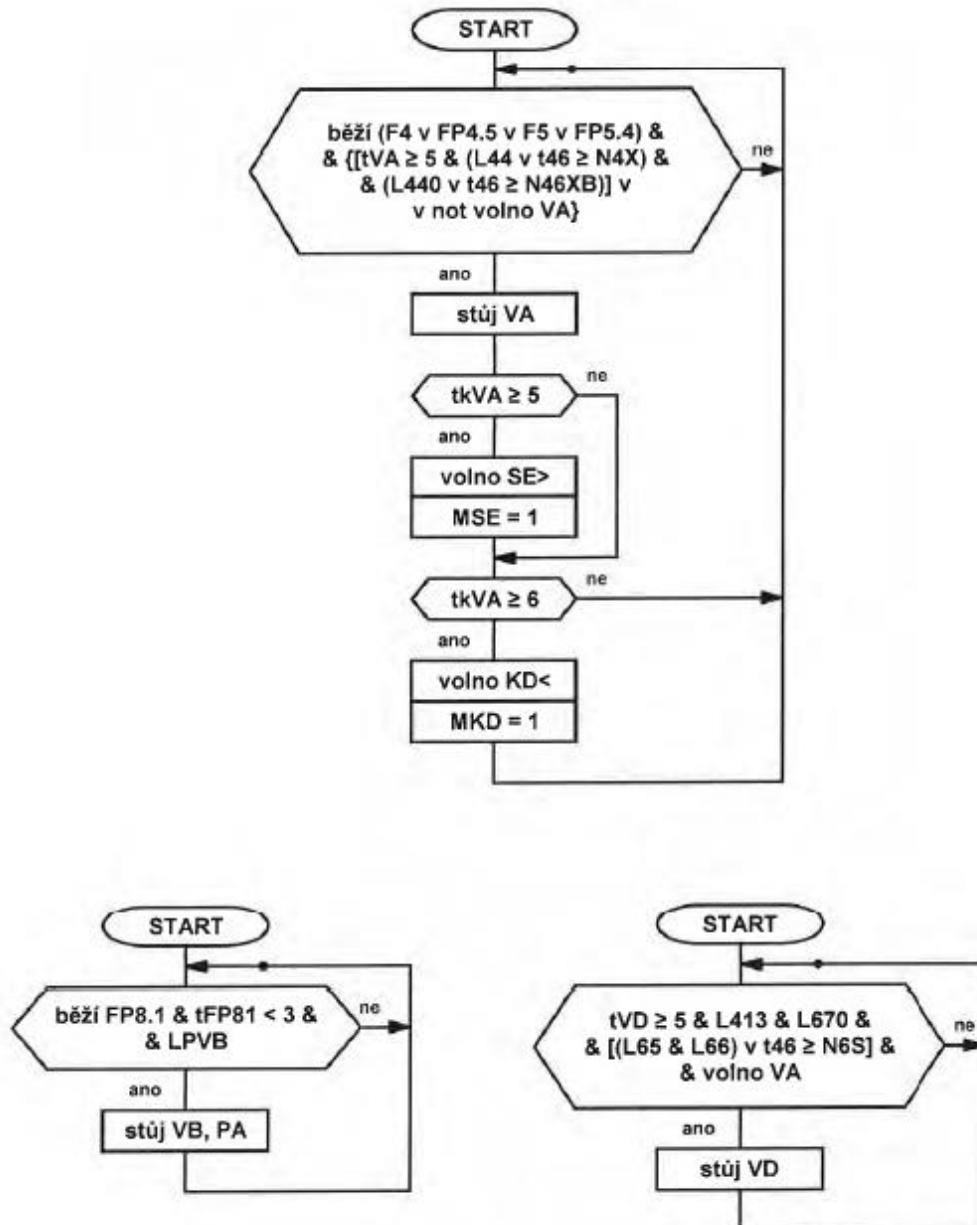 START
běží (F4 v FP4.5 v F5 v FP5.4) &
& {[tVA ≥ 5 & (L44 v t46 ≥ N4X) &
& (L440 v t46 ≥ N46XB)] v
v not volno VA}
ne
ano
stůj VA
tkVA ≥ 5
ne
ano
volno SE>
MSE = 1
tkVA ≥ 6
ne
ano
volno KD<
MKD = 1
START
běží FP8.1 & tFP81 < 3 &
& LPVB
ne
ano
stůj VB, PA
START
tVD ≥ 5 & L413 & L670 &
& [(L65 & L66) v t46 ≥ N6S] &
& volno VA
ne
ano
stůj VD